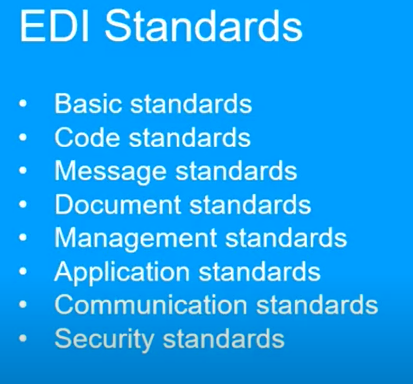 EDI Standards
• Basic standards
• Code standards
• Message standards
• Document standards
• Management standards
• Application standards
• Communication standards
• Security standards